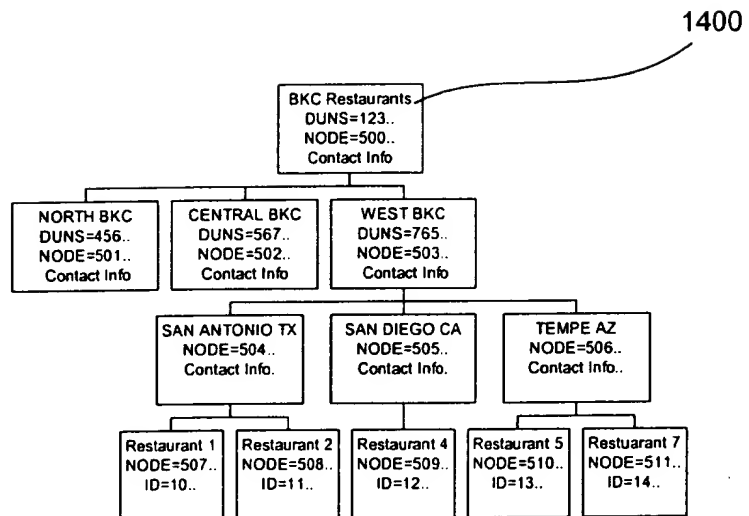 1400
BKC Restaurants
DUNS=123..
NODE=500..
Contact Info
NORTH BKC
DUNS=456..
NODE=501..
Contact Info
CENTRAL BKC
DUNS=567..
NODE=502..
Contact Info
WEST BKC
DUNS=765..
NODE=503..
Contact Info
SAN ANTONIO TX
NODE=504..
Contact Info.
SAN DIEGO CA
NODE=505..
Contact Info.
TEMPE AZ
NODE=506..
Contact Info..
Restaurant 1
NODE=507..
ID=10..
Restaurant 2
NODE=508..
ID=11..
Restaurant 4
NODE=509..
ID=12..
Restaurant 5
NODE=510..
ID=13..
Restuarant 7
NODE=511..
ID=14..